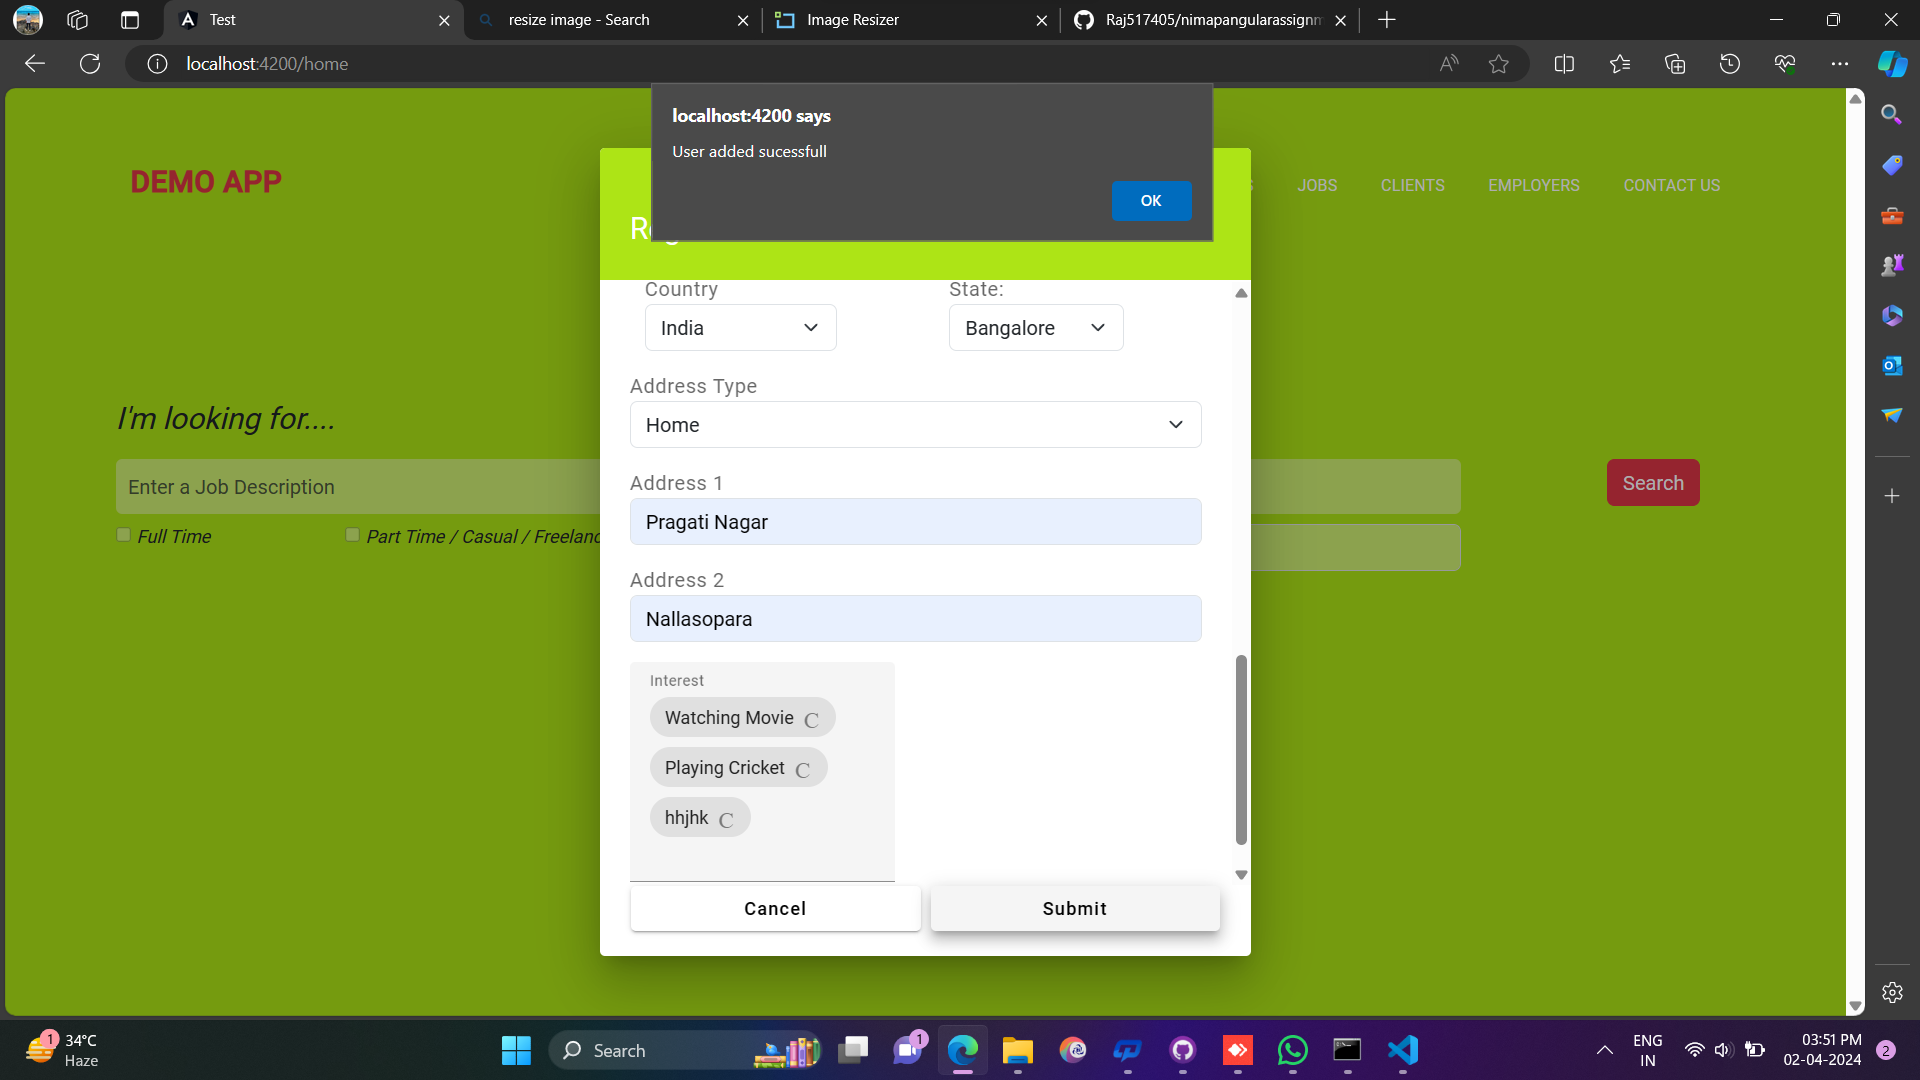 Test
resize image - Search
Image Resizer
Raj517405/nimapangularassignm
localhost:4200/home
localhost:4200 says
User added sucessfull
OK
DEMO APP
JOBS
CLIENTS
EMPLOYERS
CONTACT US
Country
State:
India
Bangalore
Address Type
Home
I'm looking for....
Enter a Job Description
Search
Full Time
Part Time / Casual / Freelanc
Address 1
Pragati Nagar
Address 2
Nallasopara
Interest
Watching Movie C
Playing Cricket C
hhjhk C
Cancel
Submit
1
34°C
Haze
Search
1
ENG
IN
03:51 PM
02-04-2024
2